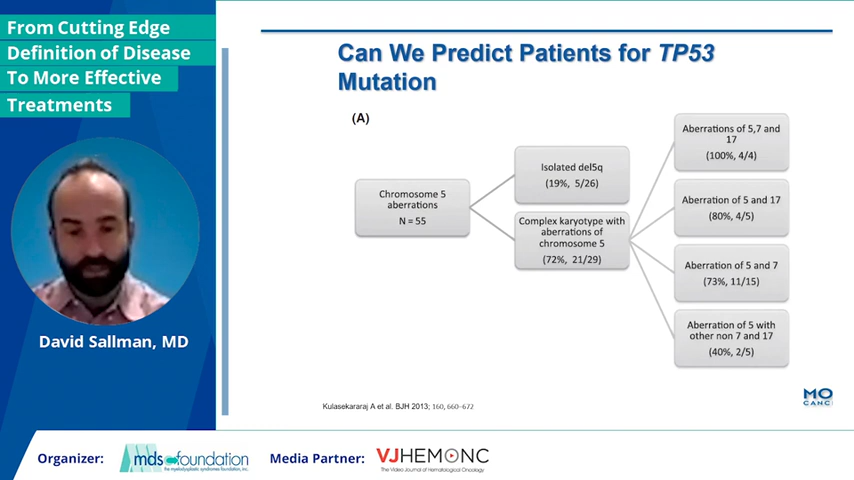 From Cutting Edge
Definition of Disease
To More Effective
Treatments
David Sallman, MD
Can We Predict Patients for TP53
Mutation
(A)
Chromosome 5
aberrations
N = 55
Isolated del5q
(19%, 5/26)
Complex karyotype with
aberrations of
chromosome 5
(72%, 21/29)
Aberrations of 5,7 and
17
(100%, 4/4)
Aberration of 5 and 17
(80%, 4/5)
Aberration of 5 and 7
(73%, 11/15)
Aberration of 5 with
other non 7 and 17
(40%, 2/5)
Kulasekararaj A et al. BJH 2013; 160, 660–672
MO
CANC
Organizer:
mds foundation
the myelodysplastic syndromes foundation, inc.
Media Partner:
VJHEMONC
The Video Journal of Hematological Oncology